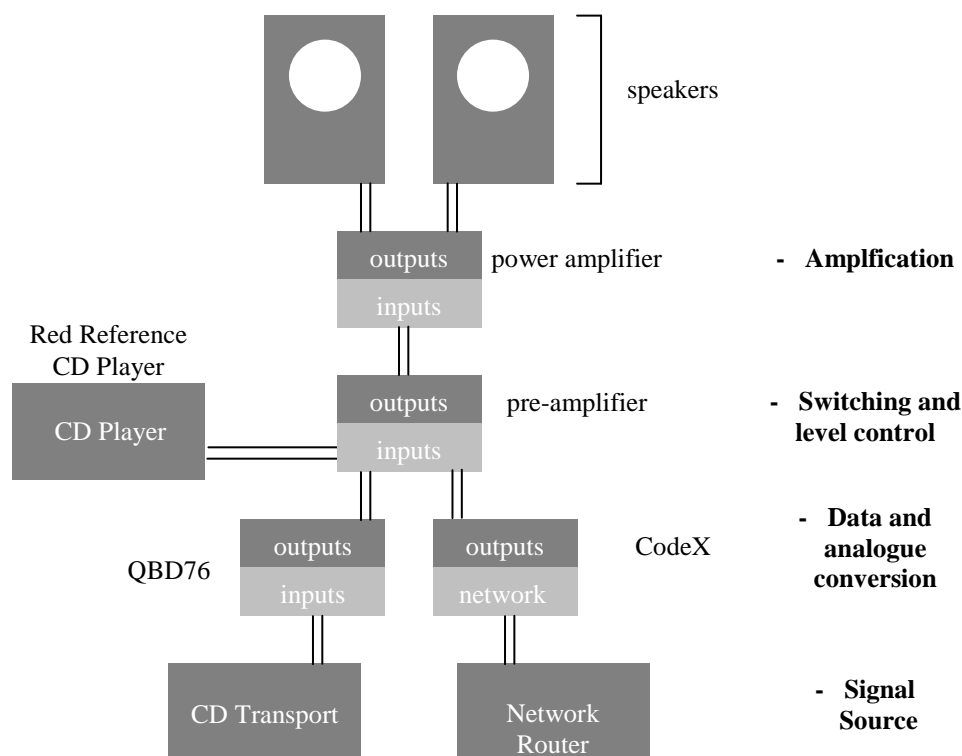 speakers
outputs
power amplifier
- Amplfication
inputs
Red Reference
CD Player
CD Player
outputs
pre-amplifier
- Switching and
level control
inputs
QBD76
outputs
inputs
outputs
network
CodeX
- Data and
analogue
conversion
CD Transport
Network
Router
- Signal
Source